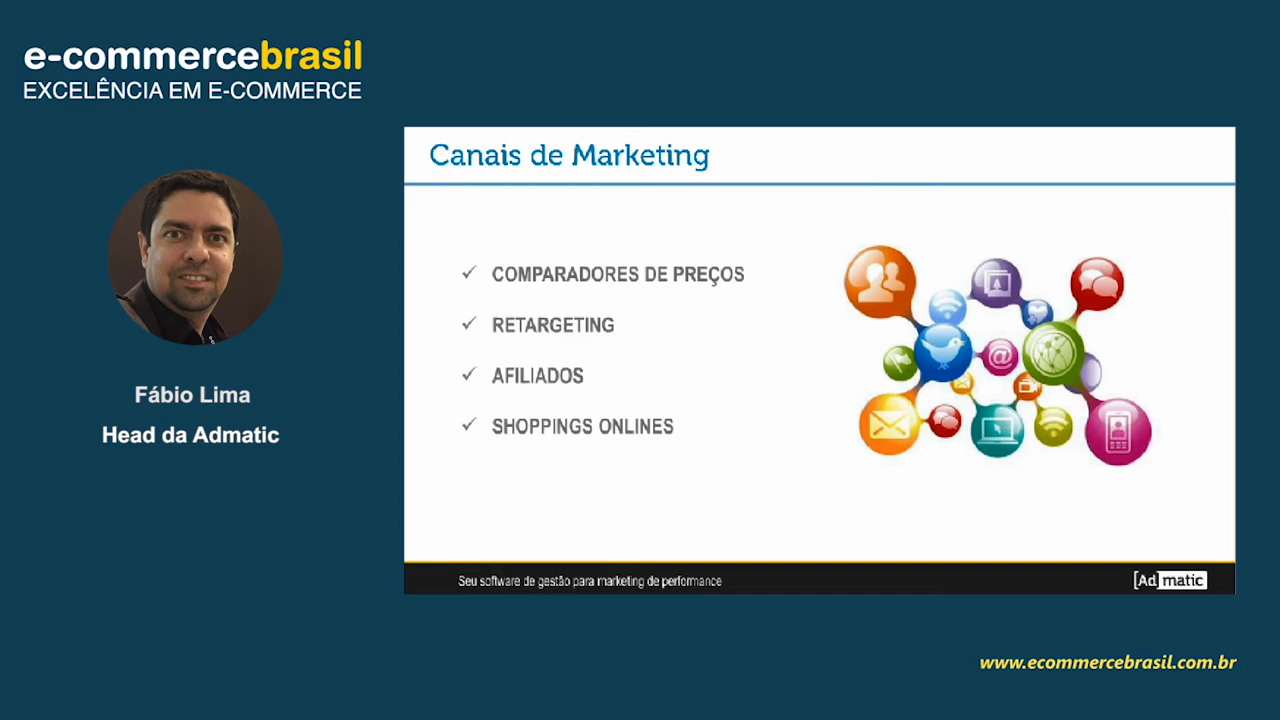 e-commercebrasil
EXCELÊNCIA EM E-COMMERCE
Canais de Marketing
COMPARADORES DE PREÇOS
RETARGETING
AFILIADOS
SHOPPINGS ONLINES
Fábio Lima
Head da Admatic
Seu software de gestão para marketing de performance
[Ad]matic
www.ecommercebrasil.com.br